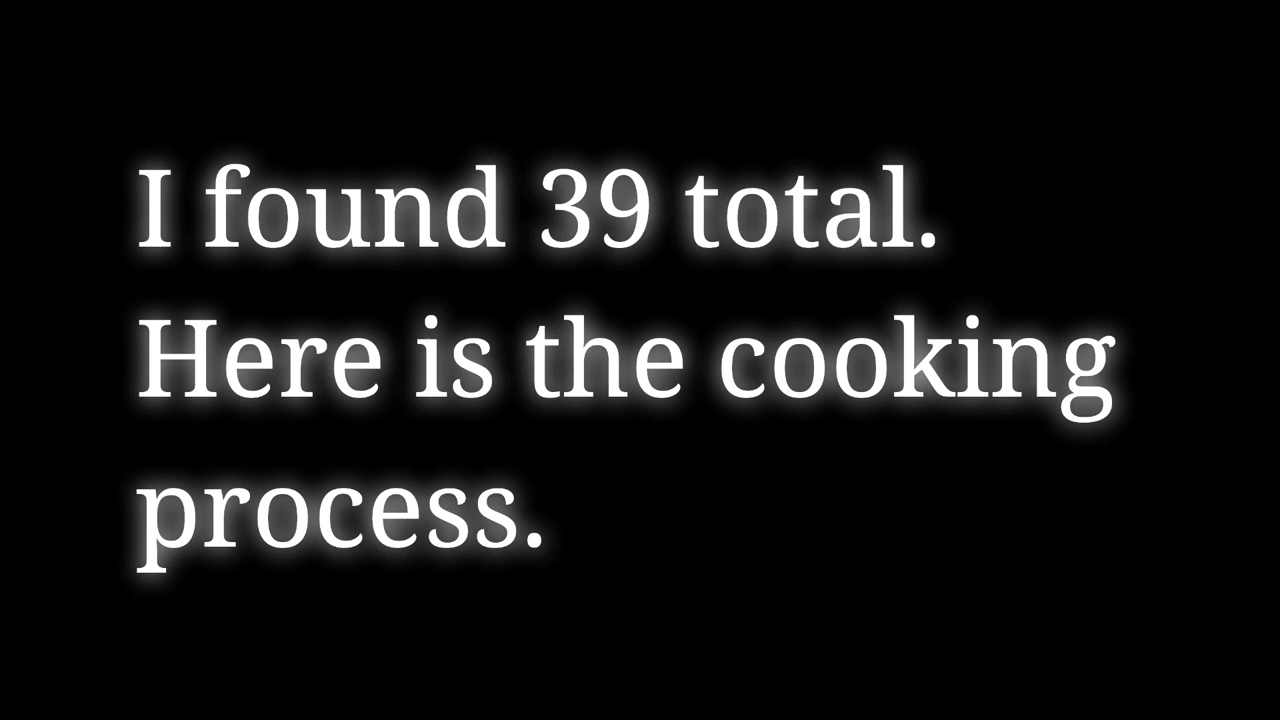 I found 39 total.
Here is the cooking
process.